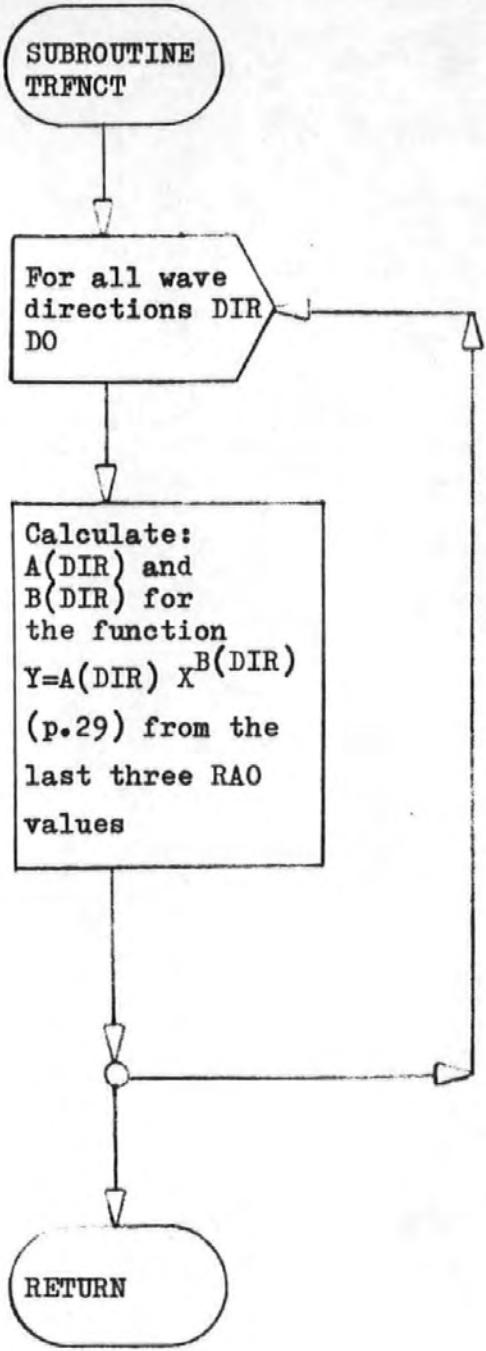 SUBROUTINE
TRFNCT
For all wave
directions DIR
DO
Calculate:
A(DIR) and
B(DIR) for
the function
Y=A(DIR) X^B(DIR)
(p.29) from the
last three RAO
values
RETURN